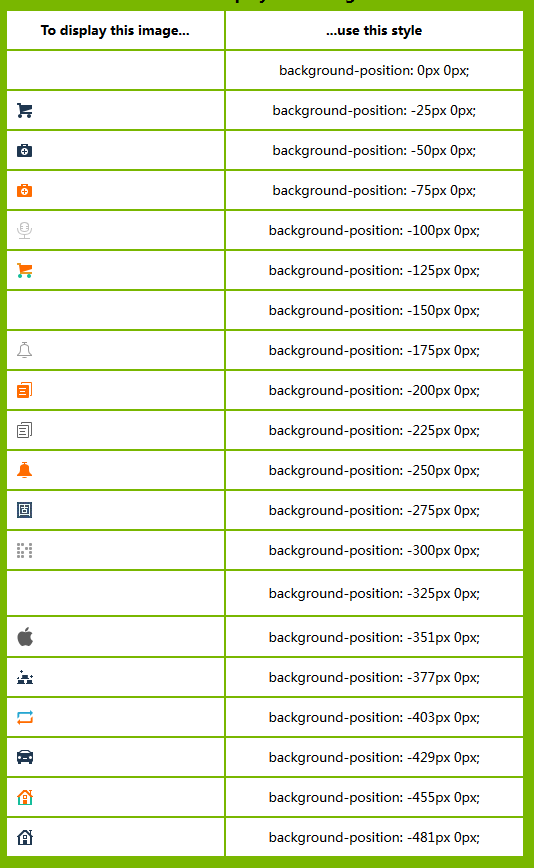 To display this image... ...use this style
background-position: 0px 0px;
background-position: -25px 0px;
background-position: -50px 0px;
background-position: -75px 0px;
background-position: -100px 0px;
background-position: -125px 0px;
background-position: -150px 0px;
background-position: -175px 0px;
background-position: -200px 0px;
background-position: -225px 0px;
background-position: -250px 0px;
background-position: -275px 0px;
background-position: -300px 0px;
background-position: -325px 0px;
background-position: -351px 0px;
background-position: -377px 0px;
background-position: -403px 0px;
background-position: -429px 0px;
background-position: -455px 0px;
background-position: -481px 0px;